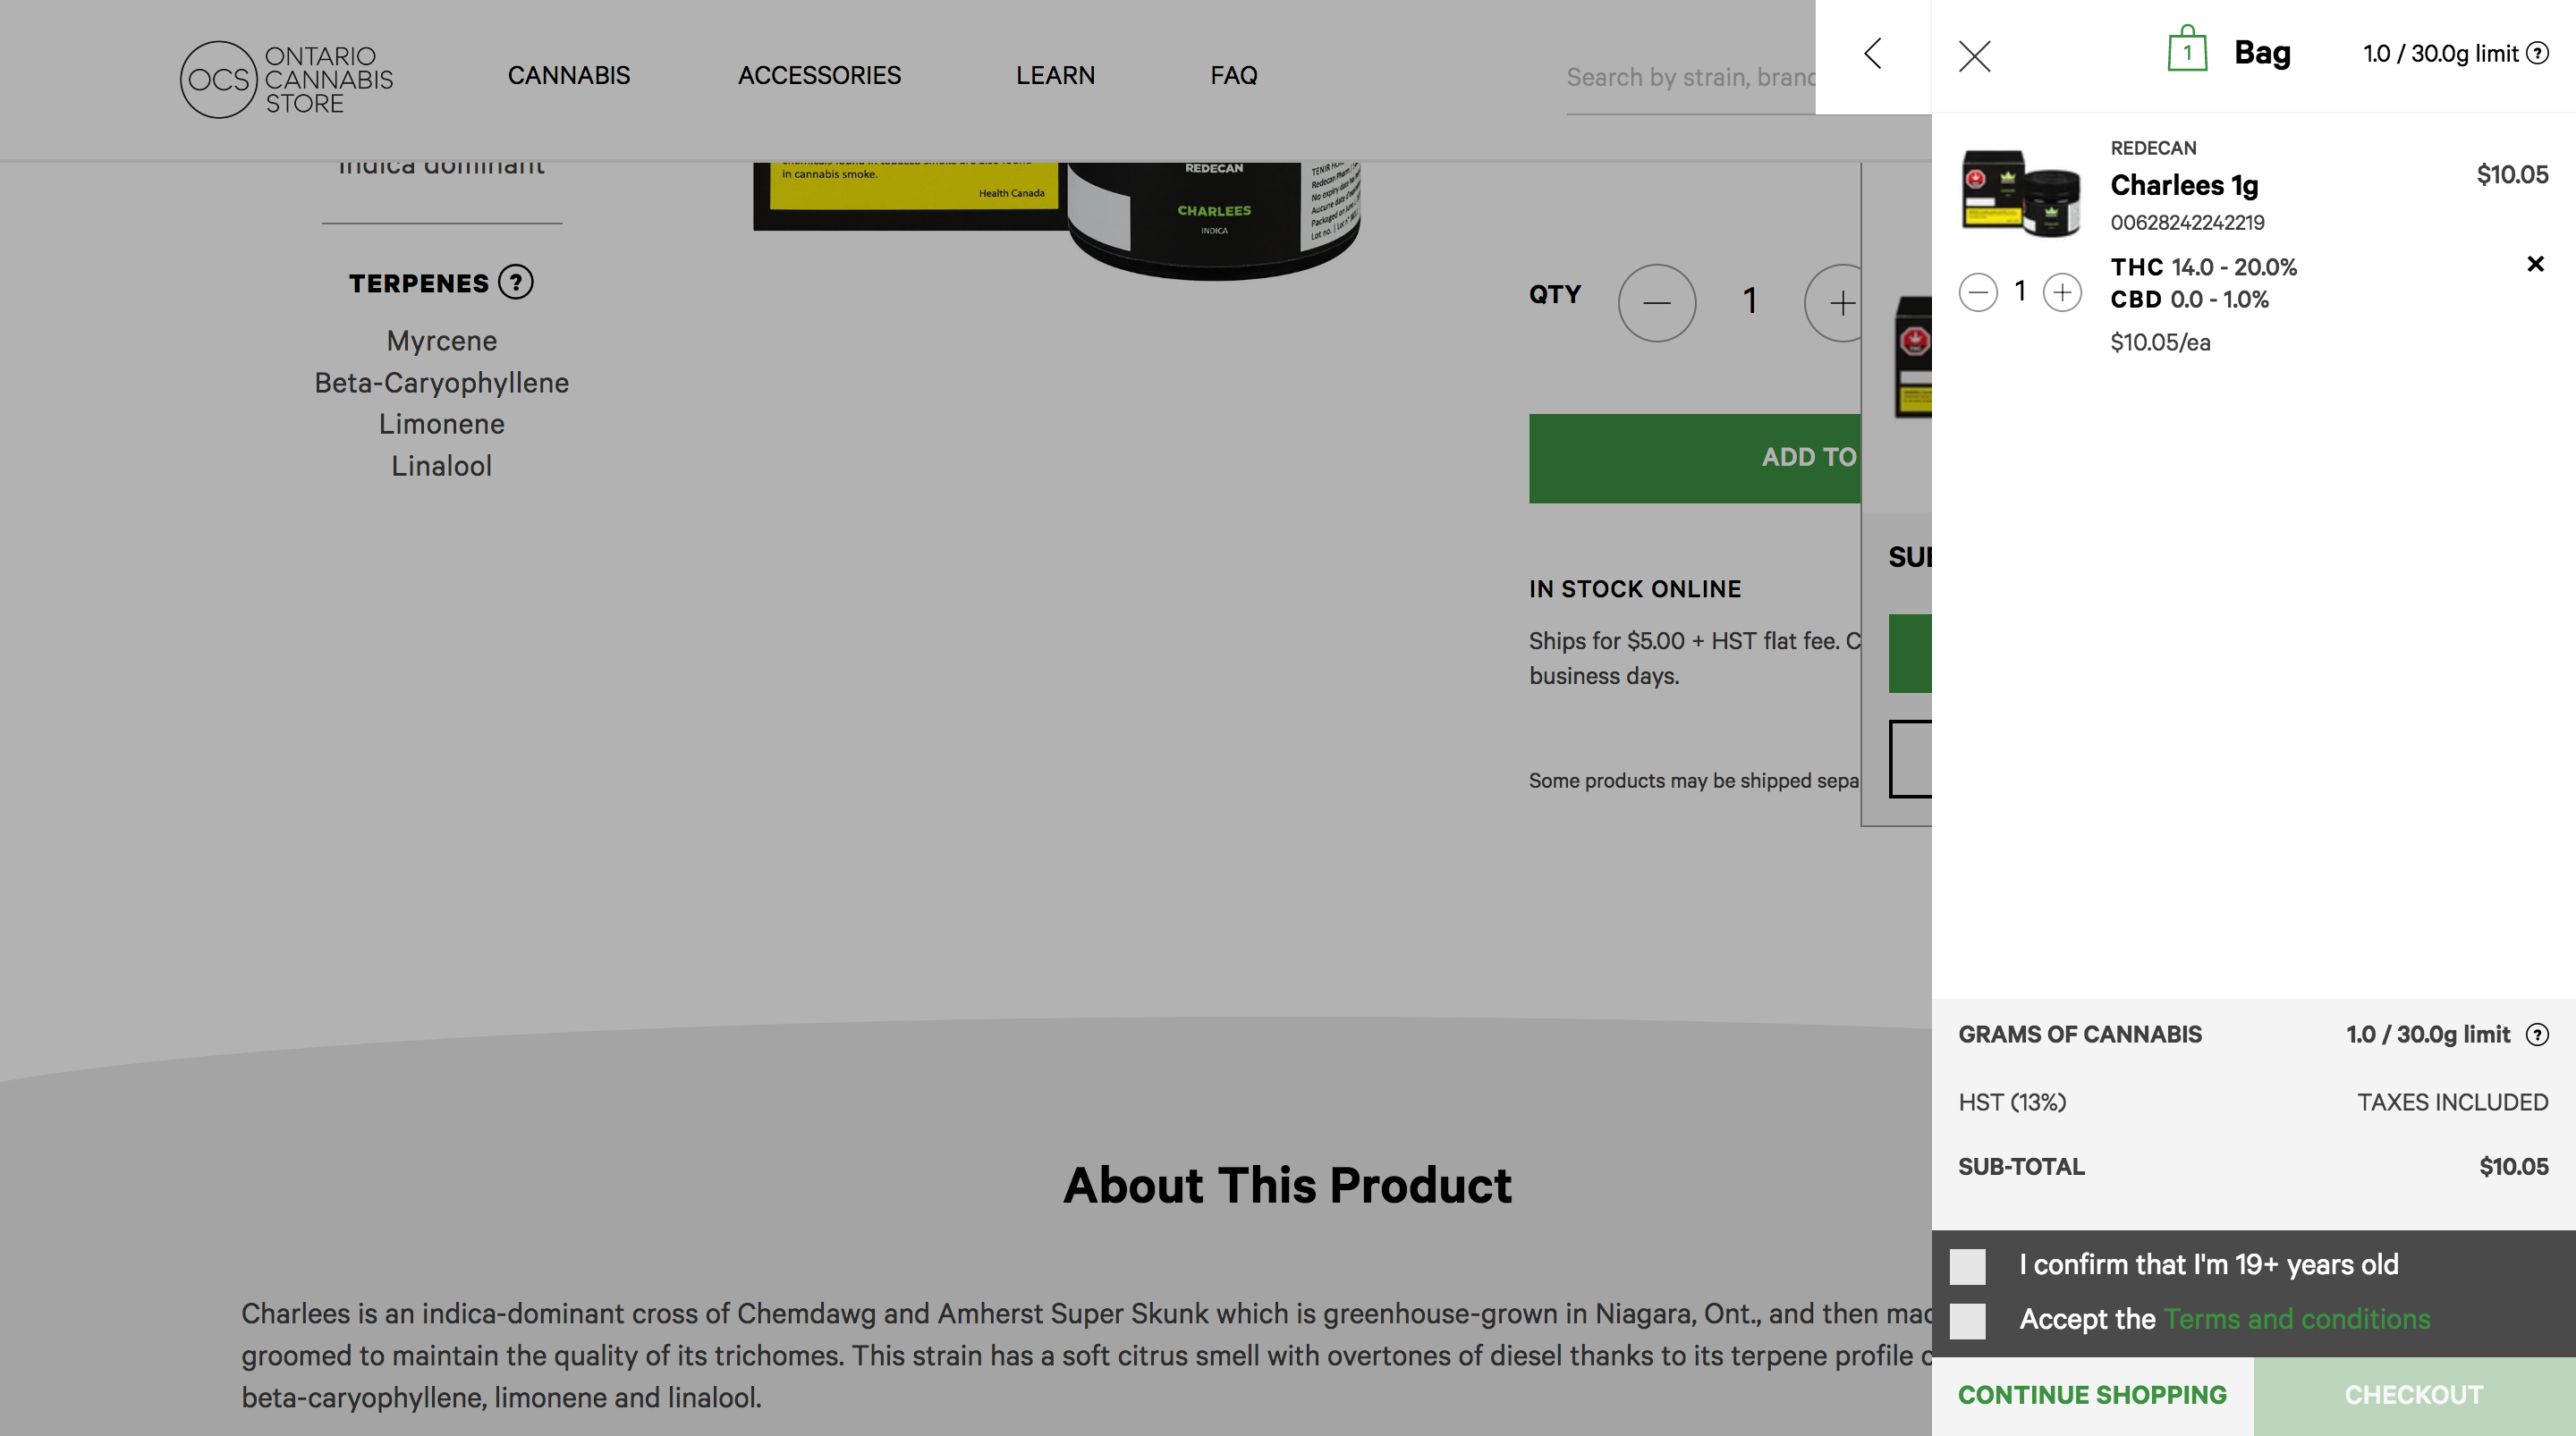 OCS
ONTARIO
CANNABIS
STORE
CANNABIS
ACCESSORIES
LEARN
FAQ
Search by strain, branc
1
Bag
1.0 / 30.0g limit ?
Indica dominant
TERPENES ?
Myrcene
Beta-Caryophyllene
Limonene
Linalool
in cannabis smoke.
Health Canada
REDECAN
CHARLEES
INDICA
QTY
1
ADD TO
IN STOCK ONLINE
Ships for $5.00 + HST flat fee. C
business days.
Some products may be shipped sepa
REDECAN
Charlees 1g
00628242242219
$10.05
1
THC 14.0 - 20.0%
CBD 0.0 - 1.0%
$10.05/ea
GRAMS OF CANNABIS
1.0 / 30.0g limit ?
HST (13%)
TAXES INCLUDED
SUB-TOTAL
$10.05
I confirm that I'm 19+ years old
Accept the Terms and conditions
CONTINUE SHOPPING
CHECKOUT
About This Product
Charlees is an indica-dominant cross of Chemdawg and Amherst Super Skunk which is greenhouse-grown in Niagara, Ont., and then mac
groomed to maintain the quality of its trichomes. This strain has a soft citrus smell with overtones of diesel thanks to its terpene profile c
beta-caryophyllene, limonene and linalool.